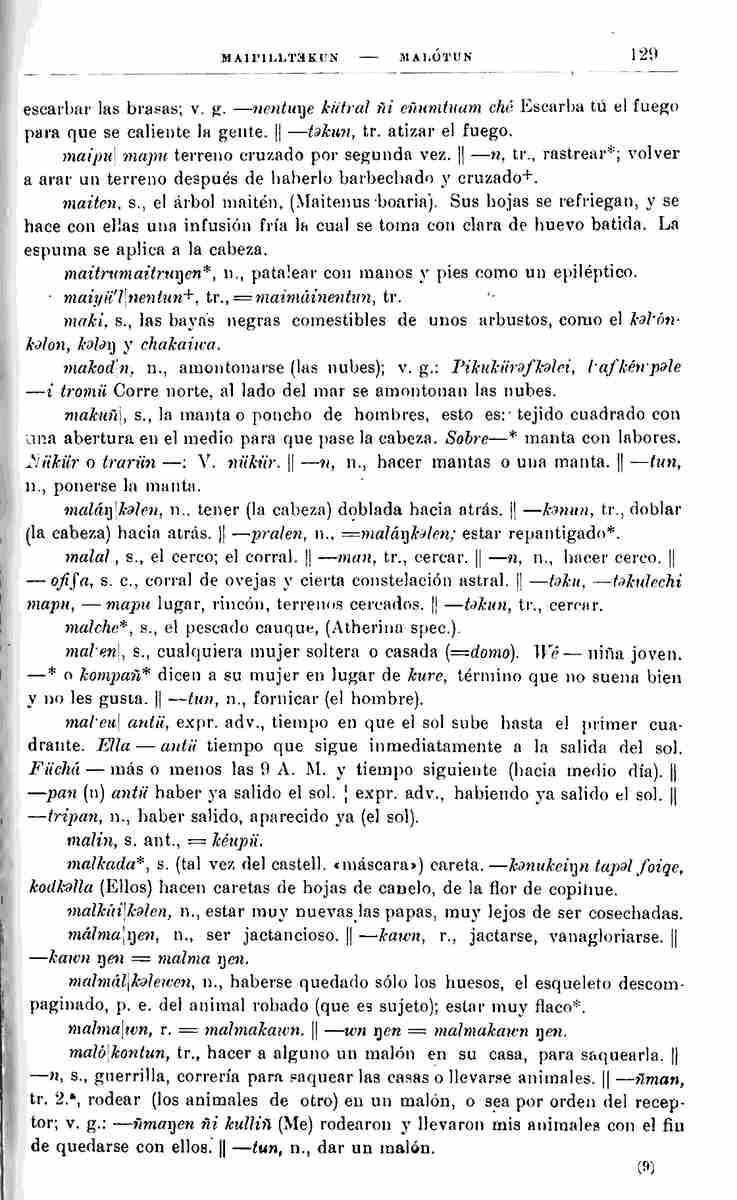 MAIPILLTƏKUN — MALÓTUN 129
escarbar las brasas; v. g. —nentuŋe kütral ñi eñumtuam ché Escarba tú el fuego
para que se caliente la gente. || —təkun, tr. atizar el fuego.
maipu| mapu terreno cruzado por segunda vez. || —n, tr., rastrear*; volver
a arar un terreno después de haberlo barbechado y cruzado+.
maiten, s., el árbol maitén, (Maitenus boaria). Sus hojas se refriegan, y se
hace con ellas una infusión fría la cual se toma con clara de huevo batida. La
espuma se aplica a la cabeza.
maitrumaitruŋen*, n., patalear con manos y pies como un epiléptico.
maiyü'l|nentun+, tr., = maimáinentun, tr.
maki, s., las bayas negras comestibles de unos arbustos, como el kəl·ón-
kəlon, kələŋ y chakaiwa.
makod'n, n., amontonarse (las nubes); v. g.: Pikukürəfkəlei, l·afkén·pəle
—i tromü Corre norte, al lado del mar se amontonan las nubes.
makuñ|, s., la manta o poncho de hombres, esto es: tejido cuadrado con
una abertura en el medio para que pase la cabeza. Sobre—* manta con labores.
Nükür o trarün —: V. nükür. || —n, n., hacer mantas o una manta. || —tun,
n., ponerse la manta.
maláŋ|kəlen, n., tener (la cabeza) doblada hacia atrás. || —kənun, tr., doblar
(la cabeza) hacia atrás. || —pralen, n., =maláŋkəlen; estar repantigado*.
malal, s., el cerco; el corral. || —man, tr., cercar. || —n, n., hacer cerco. ||
— ofifa, s. c., corral de ovejas y cierta constelación astral. || —təku, —təkulechi
mapu, — mapu lugar, rincón, terrenos cercados. || —təkun, tr., cercar.
malche*, s., el pescado cauque, (Atherina spec.).
mal·en|, s., cualquiera mujer soltera o casada (=domo). Wé — niña joven.
—* o kompañ* dicen a su mujer en lugar de kure, término que no suena bien
y no les gusta. || —tun, n., fornicar (el hombre).
mal·eu| antü, expr. adv., tiempo en que el sol sube hasta el primer cua-
drante. Ella — antü tiempo que sigue inmediatamente a la salida del sol.
Füchá — más o menos las 9 A. M. y tiempo siguiente (hacia medio día). ||
—pan (n) antü haber ya salido el sol. ¦ expr. adv., habiendo ya salido el sol. ||
—tripan, n., haber salido, aparecido ya (el sol).
malin, s. ant., = kéupü.
malkada*, s. (tal vez del castell. «máscara») careta. —kənukeiŋn tapəl foiqe,
kodkəlla (Ellos) hacen caretas de hojas de canelo, de la flor de copihue.
malkúi|kəlen, n., estar muy nuevas las papas, muy lejos de ser cosechadas.
málma|ŋen, n., ser jactancioso. || —kawn, r., jactarse, vanagloriarse. ||
—kawn ŋen = malma ŋen.
malmál|kəlewen, n., haberse quedado sólo los huesos, el esqueleto descom-
paginado, p. e. del animal robado (que es sujeto); estar muy flaco*.
malma|wn, r. = malmakawn. || —wn ŋen = malmakawn ŋen.
maló|kontun, tr., hacer a alguno un malón en su casa, para saquearla. ||
—n, s., guerrilla, correría para saquear las casas o llevarse animales. || —ñman,
tr. 2.ª, rodear (los animales de otro) en un malón, o sea por orden del recep-
tor; v. g.: —ñmaŋen ñi kulliñ (Me) rodearon y llevaron mis animales con el fin
de quedarse con ellos. || —tun, n., dar un malón.
(9)